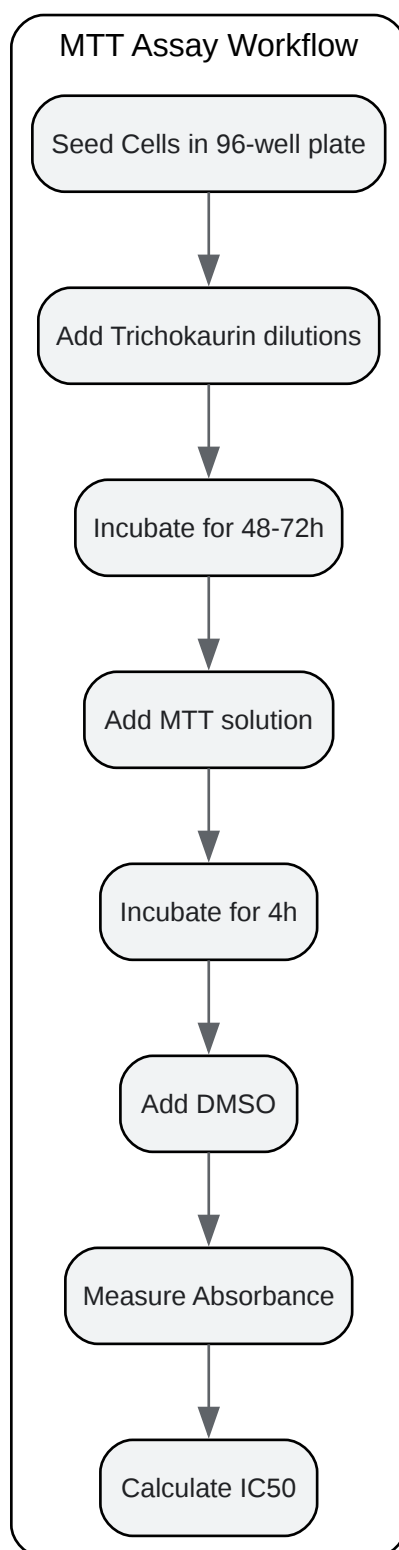 MTT Assay Workflow
Seed Cells in 96-well plate
Add Trichokaurin dilutions
Incubate for 48-72h
Add MTT solution
Incubate for 4h
Add DMSO
Measure Absorbance
Calculate IC50